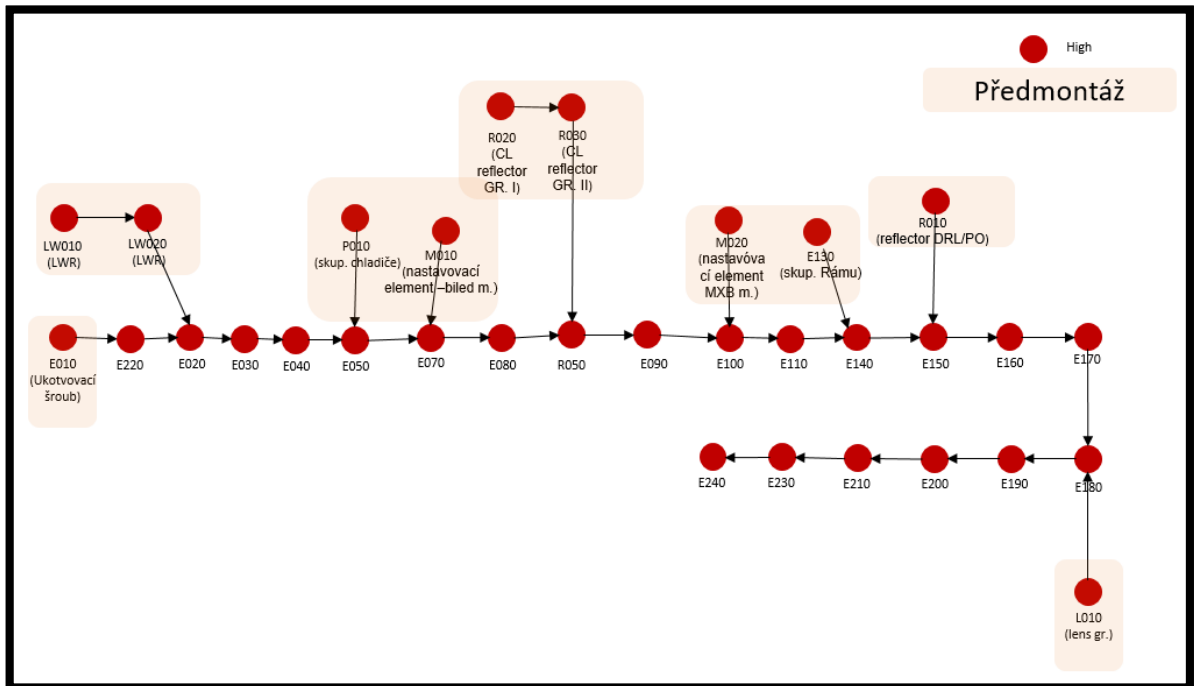 High
Předmontáž
R020
(CL
reflector
GR. I)
R030
(CL
reflector
GR. II)
LW010
(LWR)
LW020
(LWR)
P010
(skup. chladiče)
M010
(nastavovací
element –biled m.)
M020
(nastavóva
cí element
MXB m.)
E130
(skup. Rámu)
R010
(reflector DRL/PO)
E010
(Ukotvovací
šroub)
E220
E020
E030
E040
E050
E070
E080
R050
E090
E100
E110
E140
E150
E160
E170
E240
E230
E210
E200
E190
E180
L010
(lens gr.)